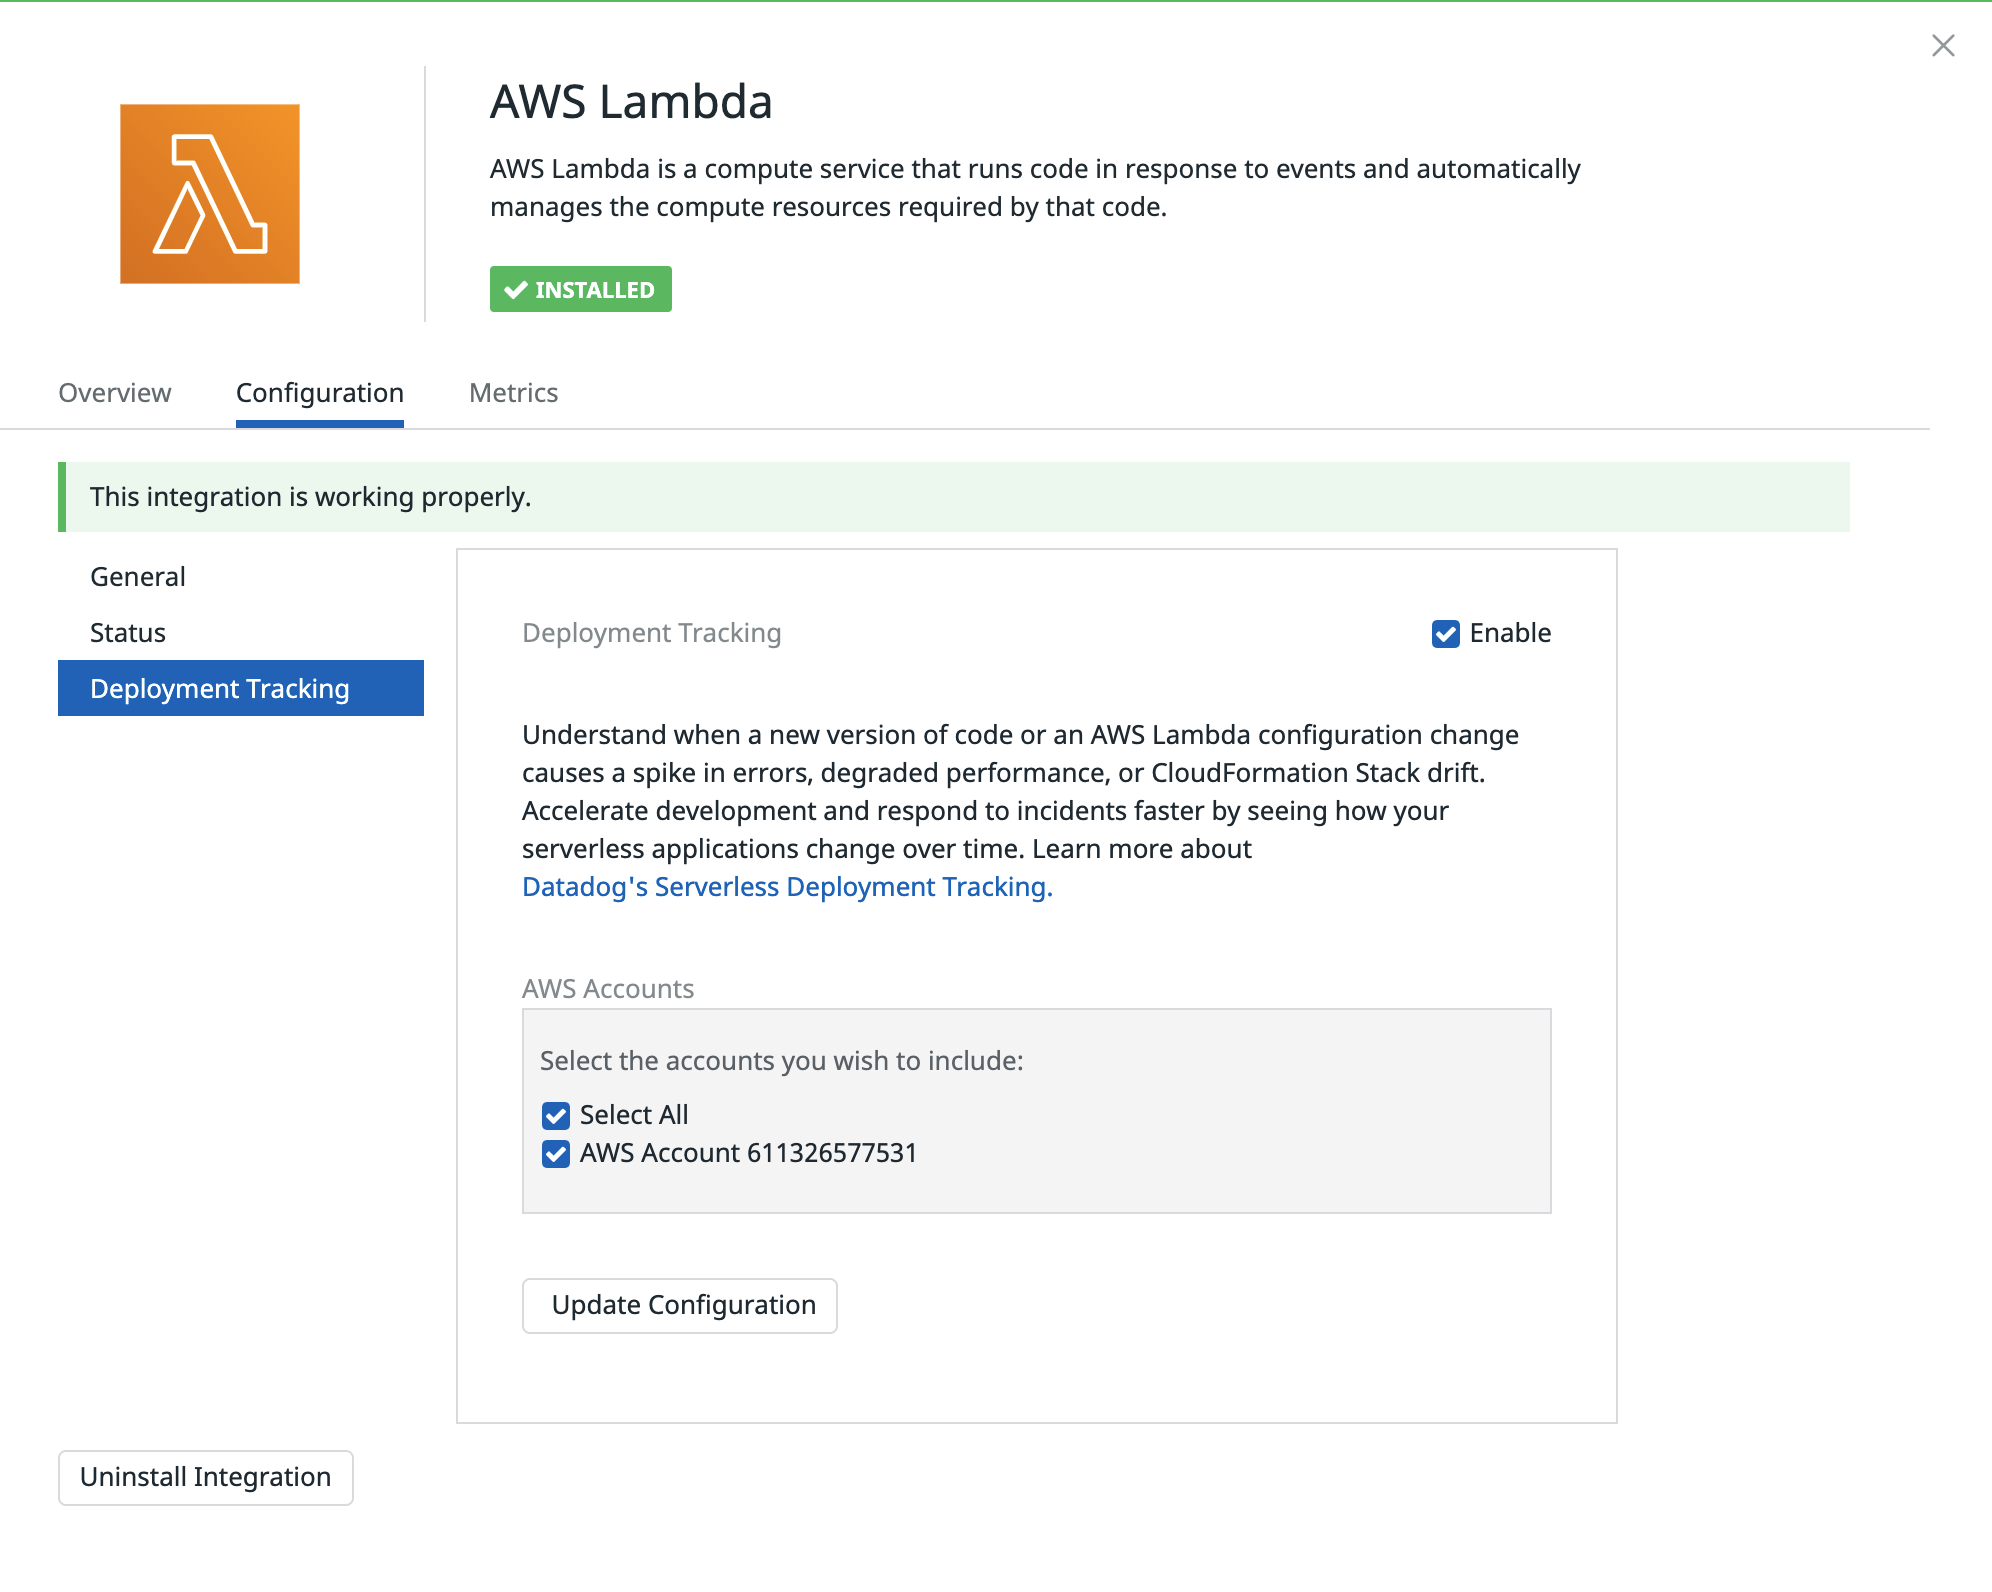 AWS Lambda
AWS Lambda is a compute service that runs code in response to events and automatically
manages the compute resources required by that code.
INSTALLED
Overview
Configuration
Metrics
This integration is working properly.
General
Status
Deployment Tracking
Deployment Tracking
Enable
Understand when a new version of code or an AWS Lambda configuration change
causes a spike in errors, degraded performance, or CloudFormation Stack drift.
Accelerate development and respond to incidents faster by seeing how your
serverless applications change over time. Learn more about
Datadog's Serverless Deployment Tracking.
AWS Accounts
Select the accounts you wish to include:
Select All
AWS Account 611326577531
Update Configuration
Uninstall Integration